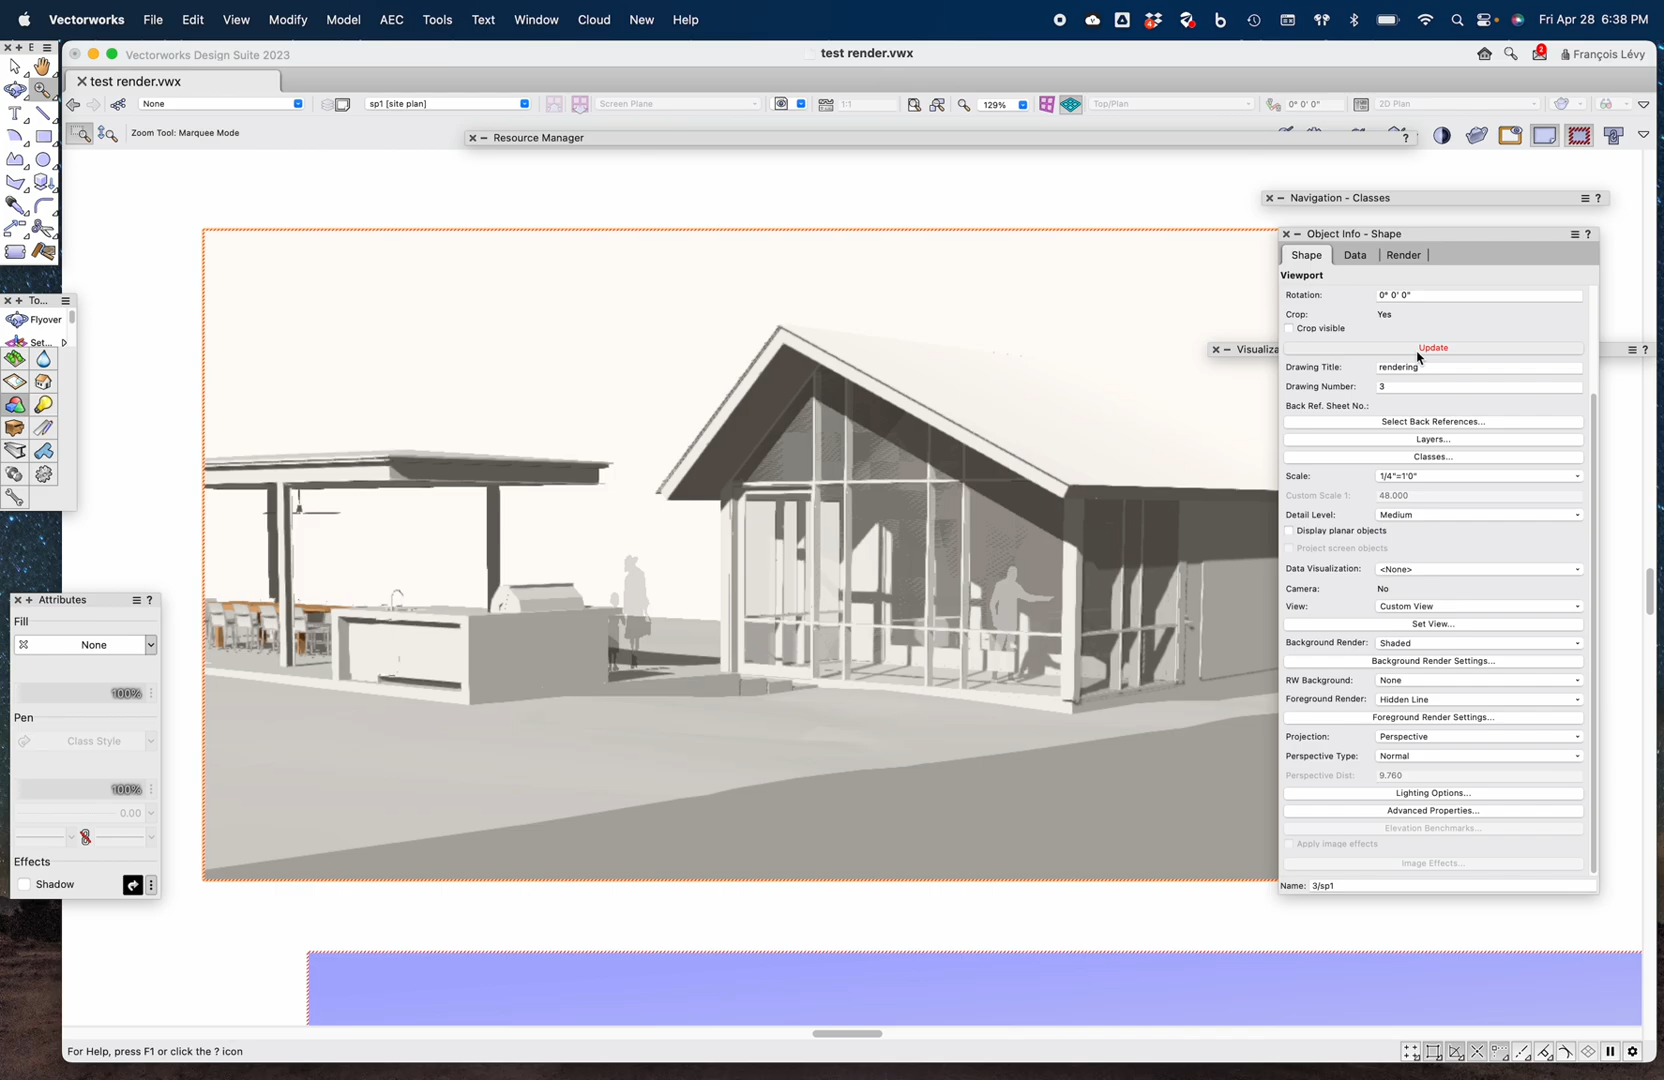 Vectorworks File Edit View Modify Model AEC Tools Text Window Cloud New Help Fri Apr 28 6:38 PM
Vectorworks Design Suite 2023 test render.vwx 2 François Lévy
test render.vwx
None sp1 [site plan] Screen Plane 1:1 129% Top/Plan 0° 0' 0" 2D Plan
Zoom Tool: Marquee Mode
Resource Manager ?
Navigation - Classes ?
Object Info - Shape ?
Shape Data Render
Viewport
Rotation: 0° 0' 0"
Crop: Yes
Crop visible
Update
Visualiza ?
Drawing Title: rendering
Drawing Number: 3
Back Ref. Sheet No.:
Select Back References...
Layers...
Classes...
Scale: 1/4"=1'0"
Custom Scale 1: 48.000
Detail Level: Medium
Display planar objects
Project screen objects
Data Visualization: <None>
Camera: No
View: Custom View
Set View...
Background Render: Shaded
Background Render Settings...
RW Background: None
Foreground Render: Hidden Line
Foreground Render Settings...
Projection: Perspective
Perspective Type: Normal
Perspective Dist: 9.760
Lighting Options...
Advanced Properties...
Elevation Benchmarks...
Apply image effects
Image Effects...
Name: 3/sp1
E
To...
Flyover
Set...
Attributes ?
Fill
None
100%
Pen
Class Style
100%
0.00
Effects
Shadow
For Help, press F1 or click the ? icon